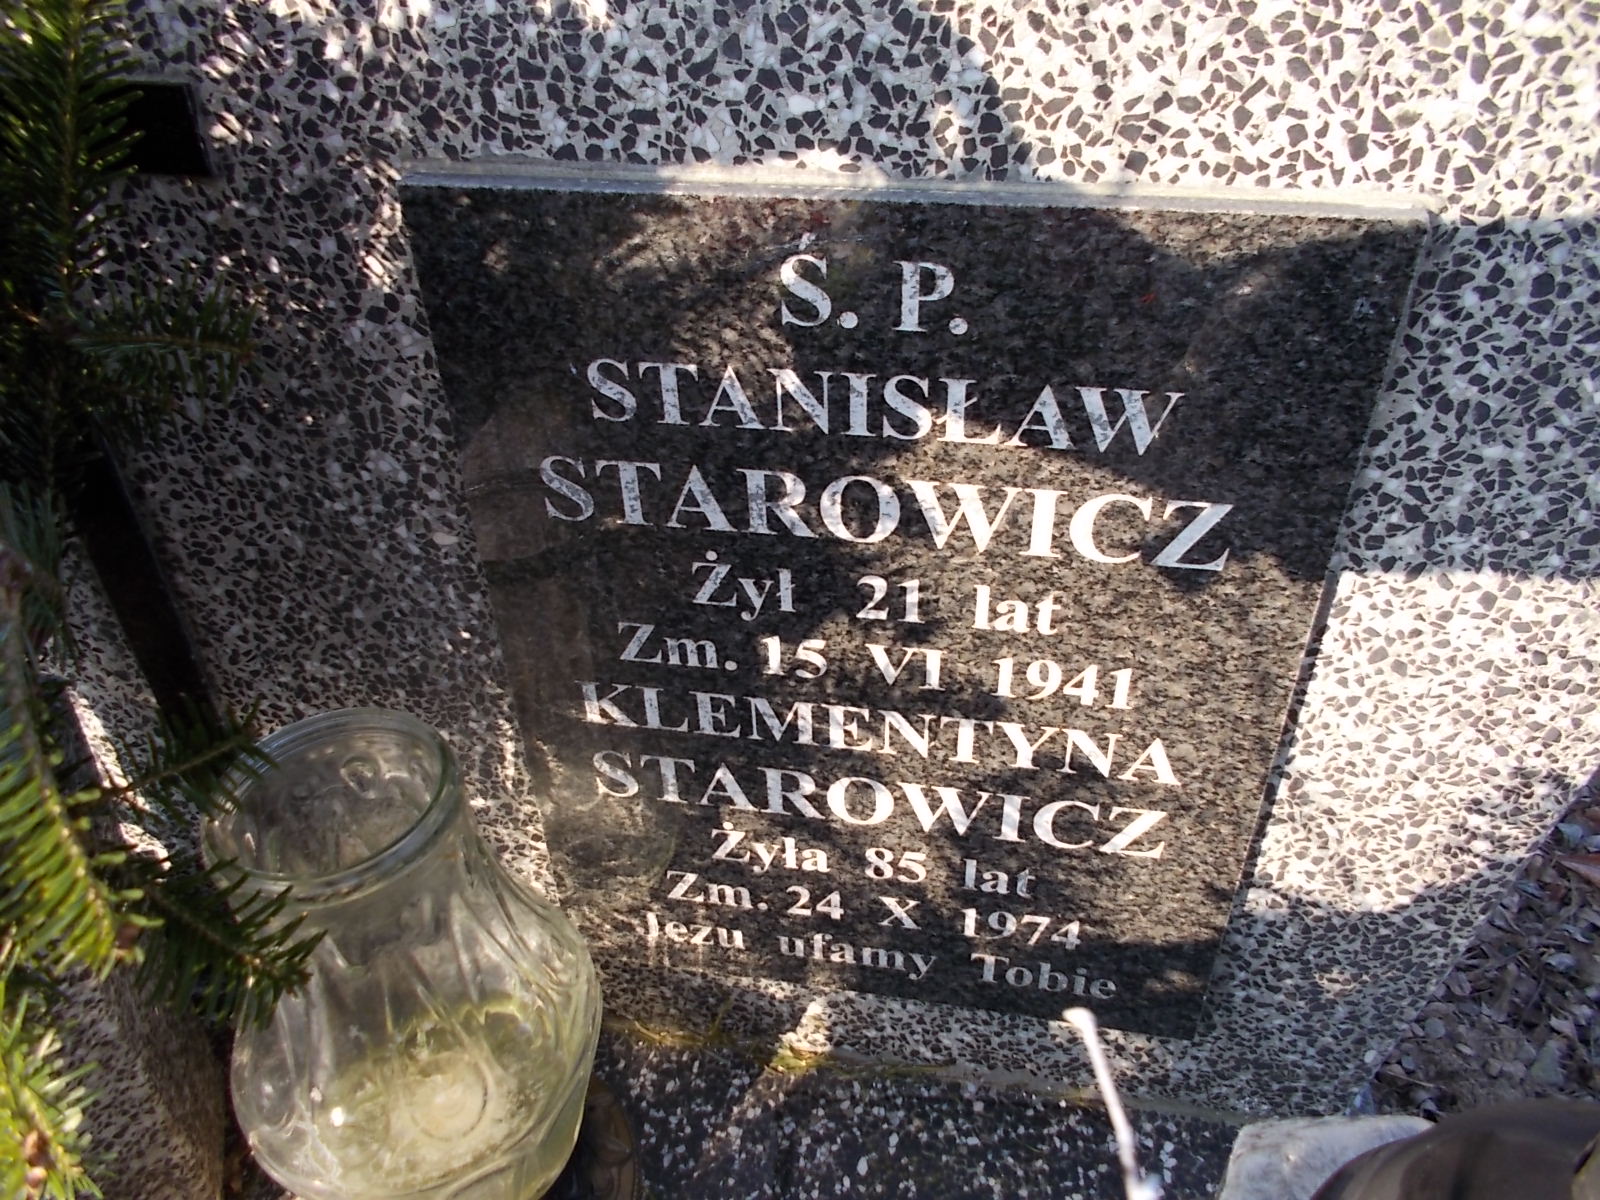 Ś. P.
STANISŁAW
STAROWICZ
Żył 21 lat
Zm. 15 VI 1941
KLEMENTYNA
STAROWICZ
Żyła 85 lat
Zm. 24 X 1974
Jezu ufamy Tobie